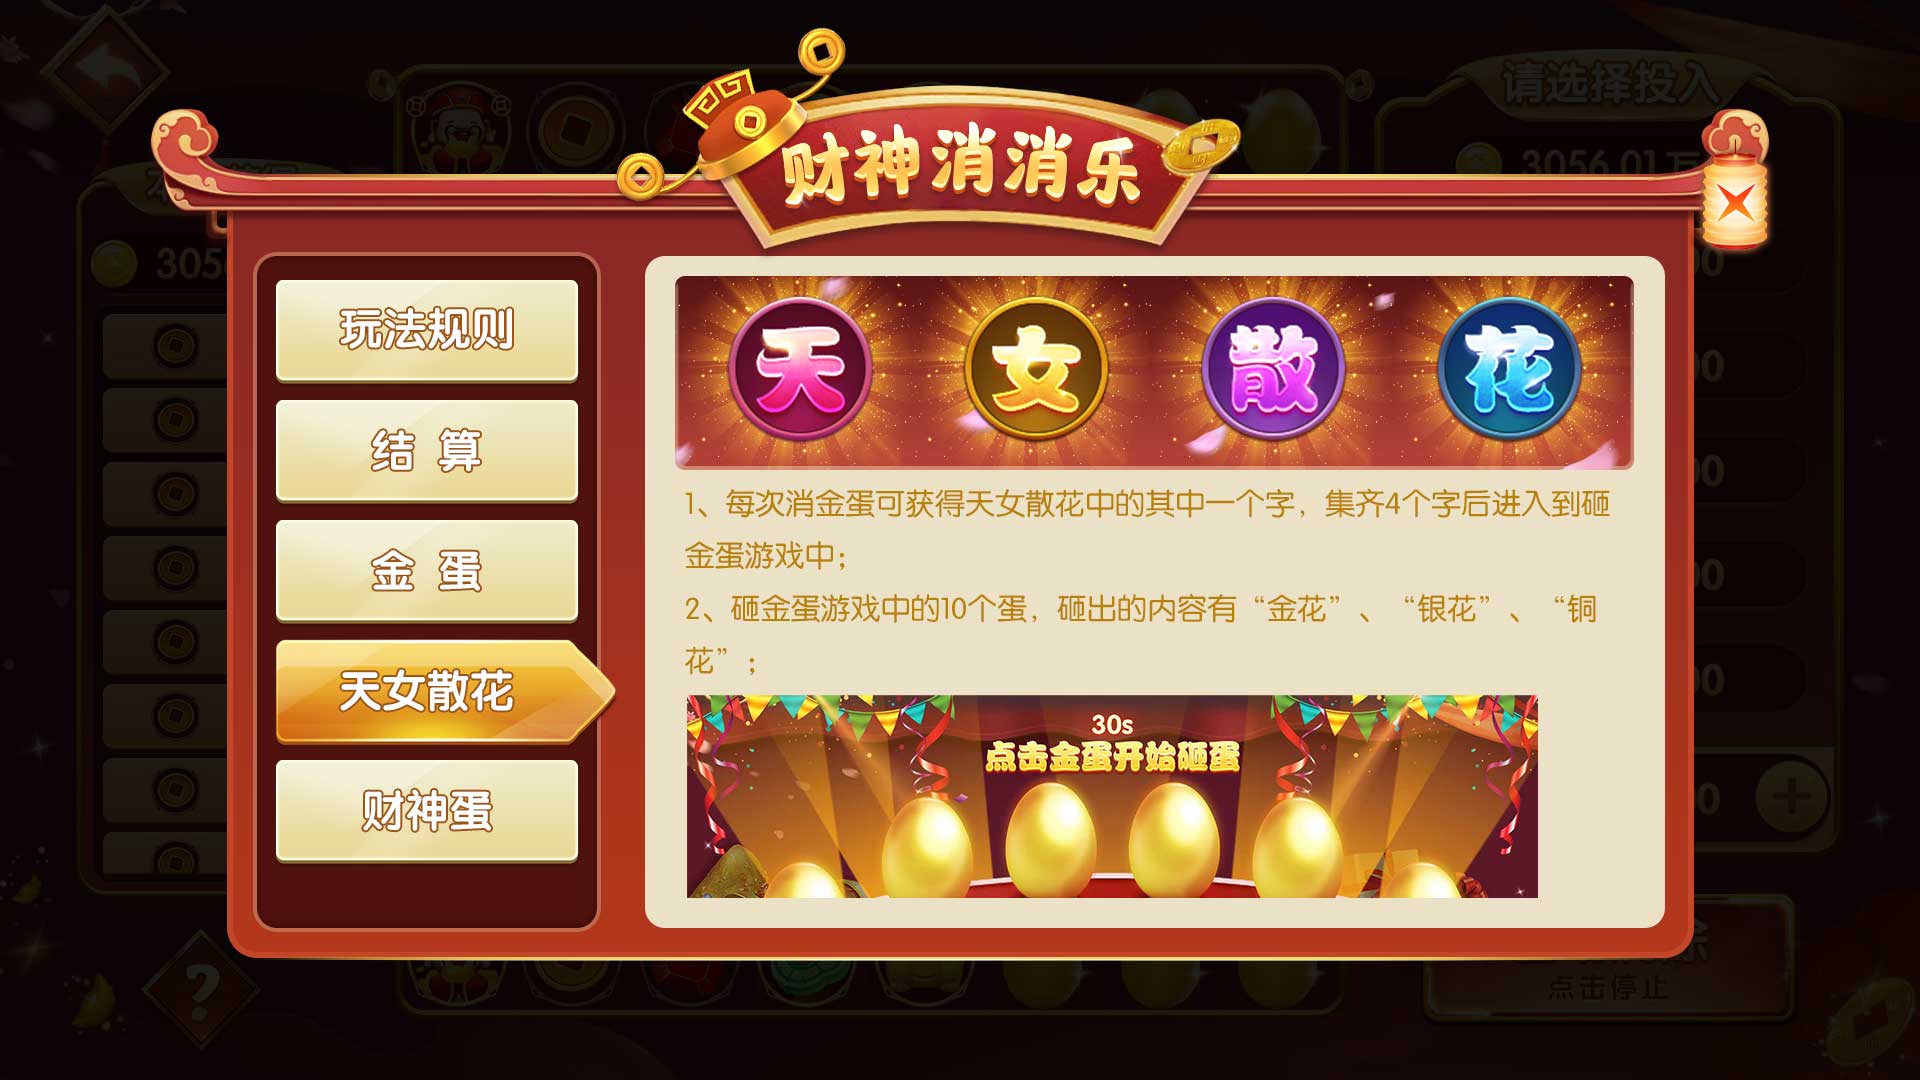 请选择投入
财神消消乐
3056.01万
305
玩法规则
结算
金蛋
天女散花
财神蛋
天女散花
1、每次消金蛋可获得天女散花中的其中一个字，集齐4个字后进入到砸
金蛋游戏中；
2、砸金蛋游戏中的10个蛋，砸出的内容有“金花”、“银花”、“铜
花”；
30s
点击金蛋开始砸蛋
点击停止
?